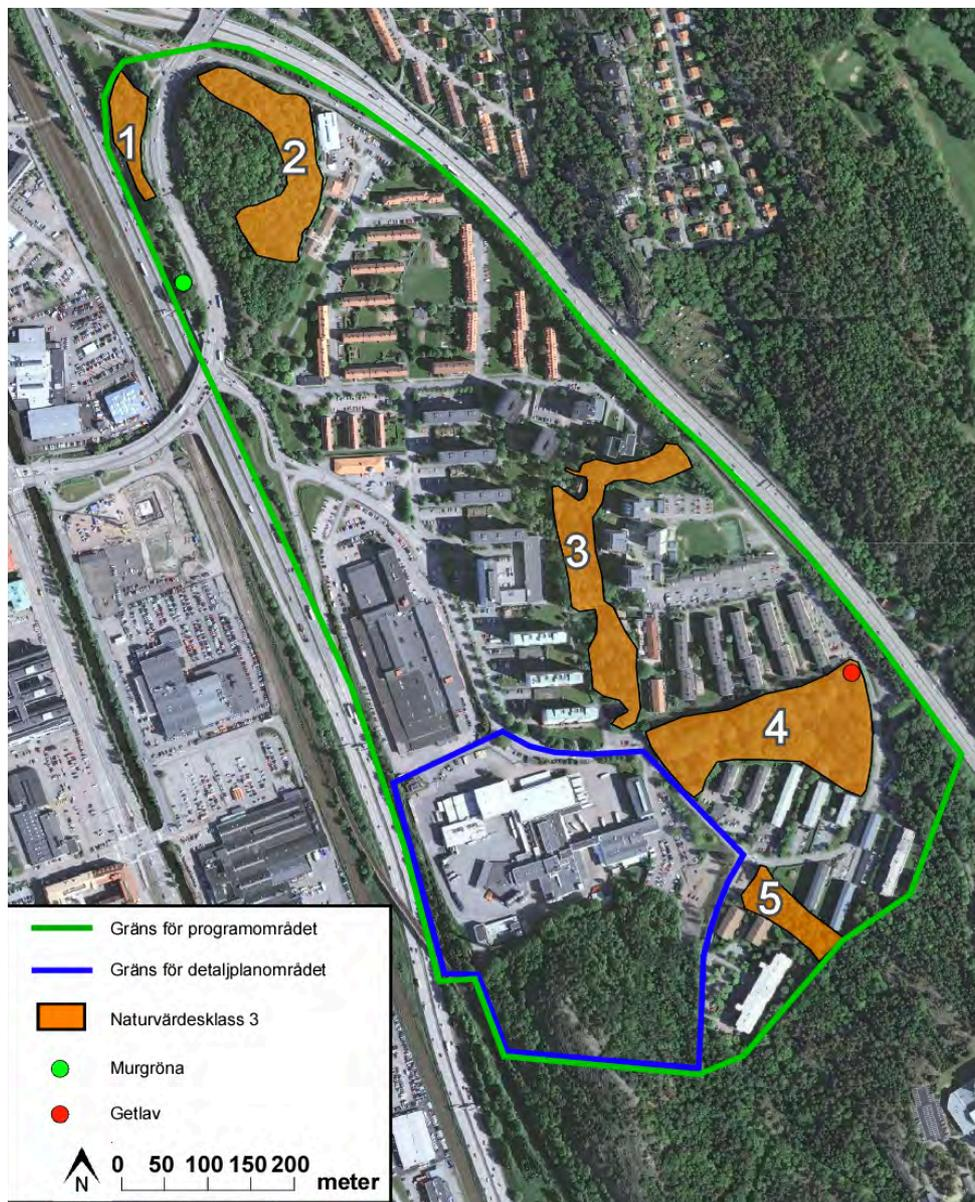 1
2
3
4
5
Gräns för programområdet
Gräns för detaljplanområdet
Naturvärdesklass 3
Murgröna
Getlav
0 50 100 150 200
meter
N